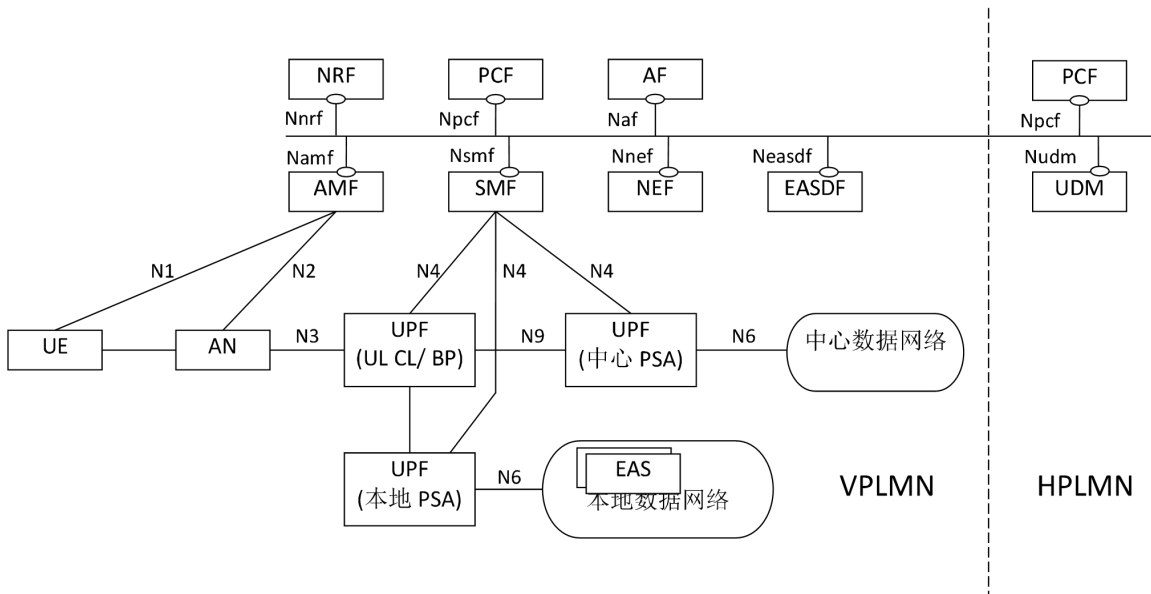 NRF
PCF
AF
PCF
Nnrf
Npcf
Naf
Npcf
Namf
Nsmf
Nnef
Neasdf
Nudm
AMF
SMF
NEF
EASDF
UDM
N1
N2
N4
N4
N4
UE
AN
N3
UPF
(UL CL/ BP)
N9
UPF
(中心 PSA)
N6
中心数据网络
UPF
(本地 PSA)
N6
EAS
本地数据网络
VPLMN
HPLMN